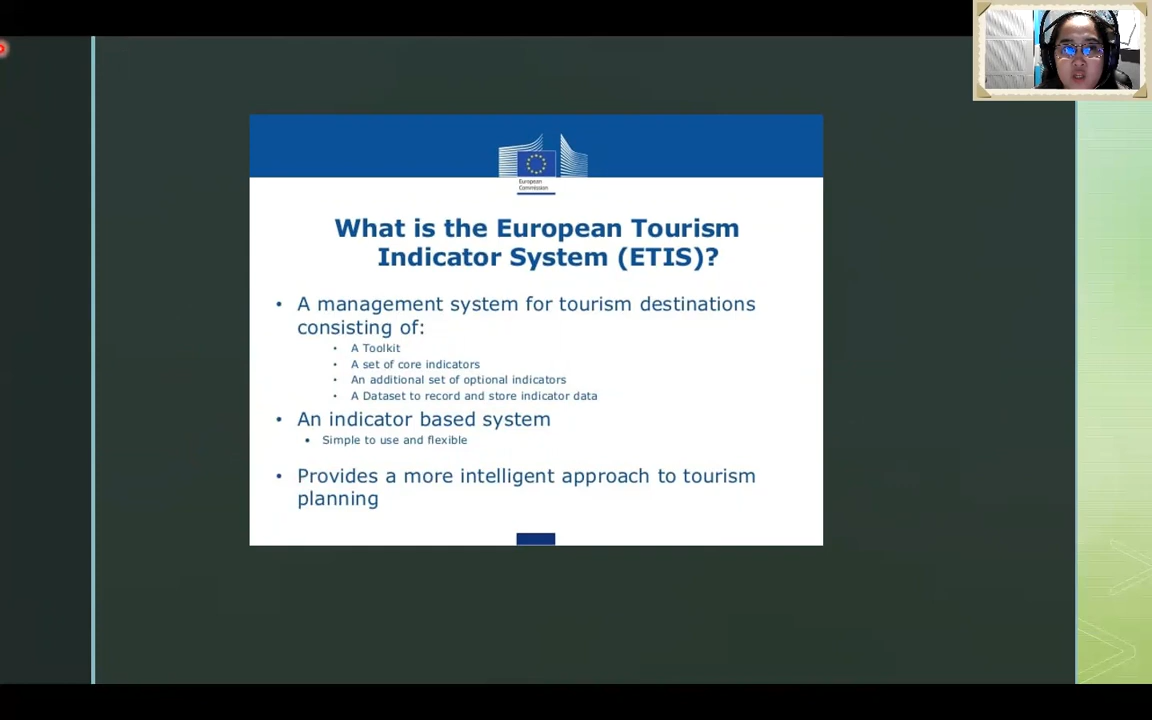 European
Commission
What is the European Tourism
Indicator System (ETIS)?
• A management system for tourism destinations
consisting of:
• A Toolkit
• A set of core indicators
• An additional set of optional indicators
• A Dataset to record and store indicator data
• An indicator based system
• Simple to use and flexible
• Provides a more intelligent approach to tourism
planning